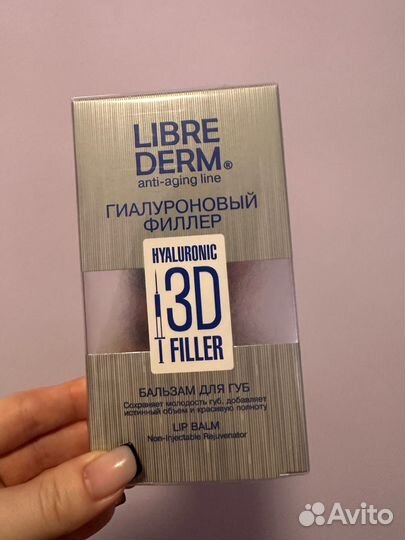 LIBRE
DERM®
anti-aging line
ГИАЛУРОНОВЫЙ
ФИЛЛЕР
HYALURONIC
3D
FILLER
БАЛЬЗАМ ДЛЯ ГУБ
Сохраняет молодость губ, добавляет
истинный объем и красивую полноту
LIP BALM
Non-Injectable Rejuvenator
Avito